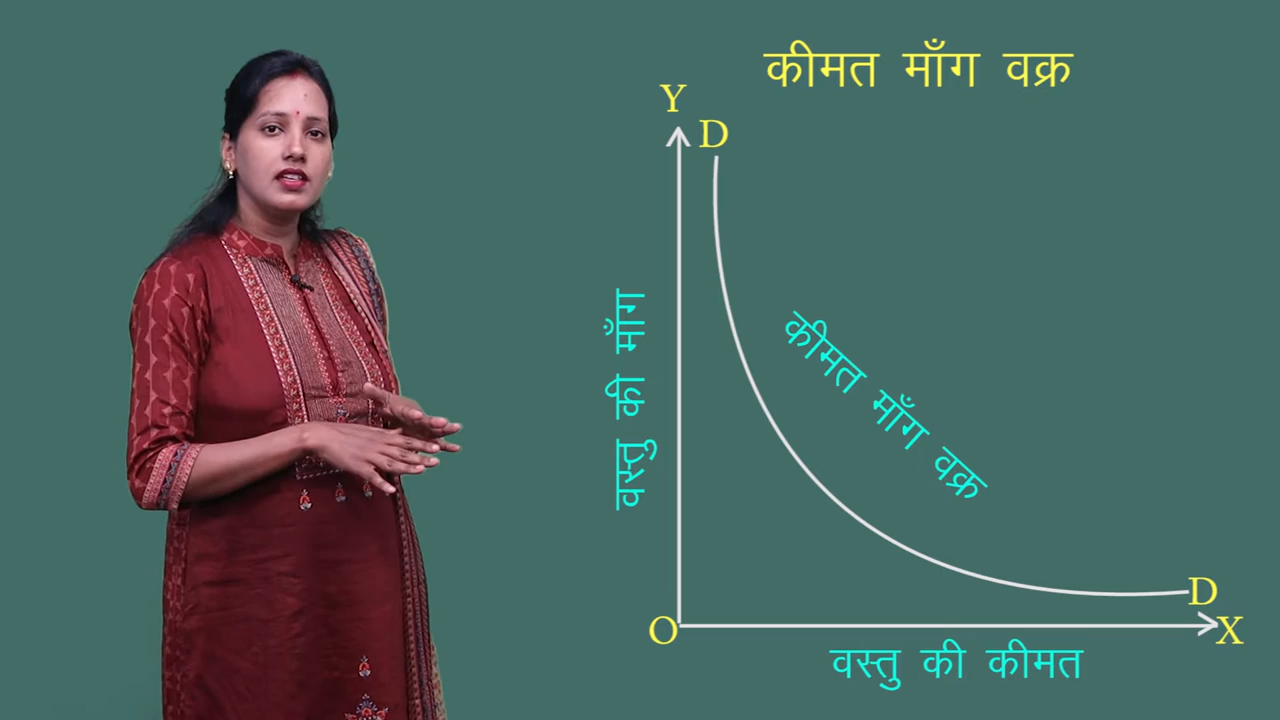 कीमत माँग वक्र
Y
D
वस्तु की माँग
कीमत माँग वक्र
D
O
X
वस्तु की कीमत